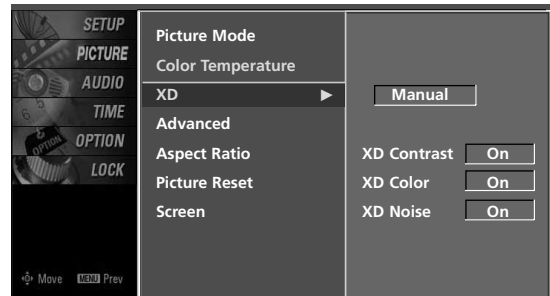 SETUP
PICTURE
AUDIO
TIME
OPTION
LOCK
Move MENU Prev
Picture Mode
Color Temperature
XD ▶
Advanced
Aspect Ratio
Picture Reset
Screen
Manual
XD Contrast On
XD Color On
XD Noise On
OPTION